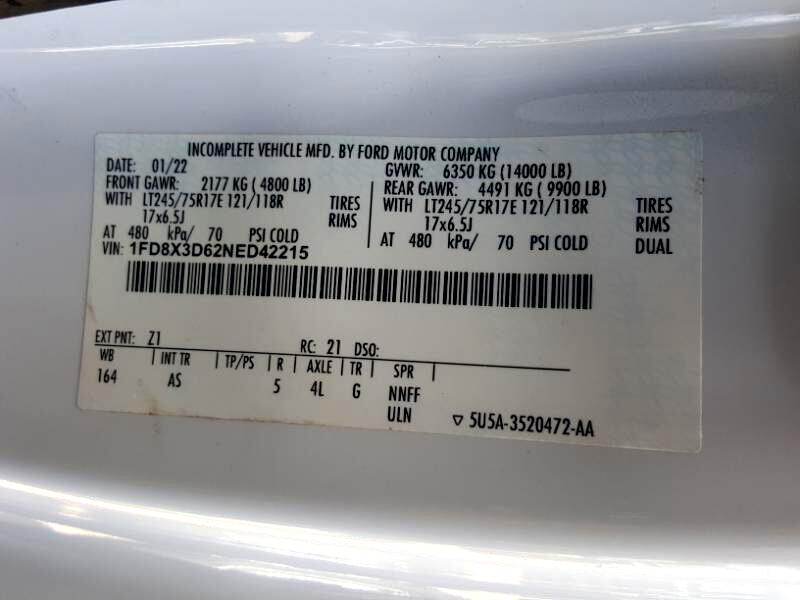 INCOMPLETE VEHICLE MFD. BY FORD MOTOR COMPANY
DATE: 01/22 GVWR: 6350 KG (14000 LB)
FRONT GAWR: 2177 KG ( 4800 LB) REAR GAWR: 4491 KG ( 9900 LB)
WITH LT245/75R17E 121/118R TIRES WITH LT245/75R17E 121/118R TIRES
17x6.5J RIMS 17x6.5J RIMS
AT 480 kPa/ 70 PSI COLD AT 480 kPa/ 70 PSI COLD DUAL
VIN: 1FD8X3D62NED42215
EXT PNT: Z1 RC: 21 DSO:
WB INT TR TP/PS R AXLE TR SPR
164 AS 5 4L G NNFF
ULN ▽ 5U5A-3520472-AA